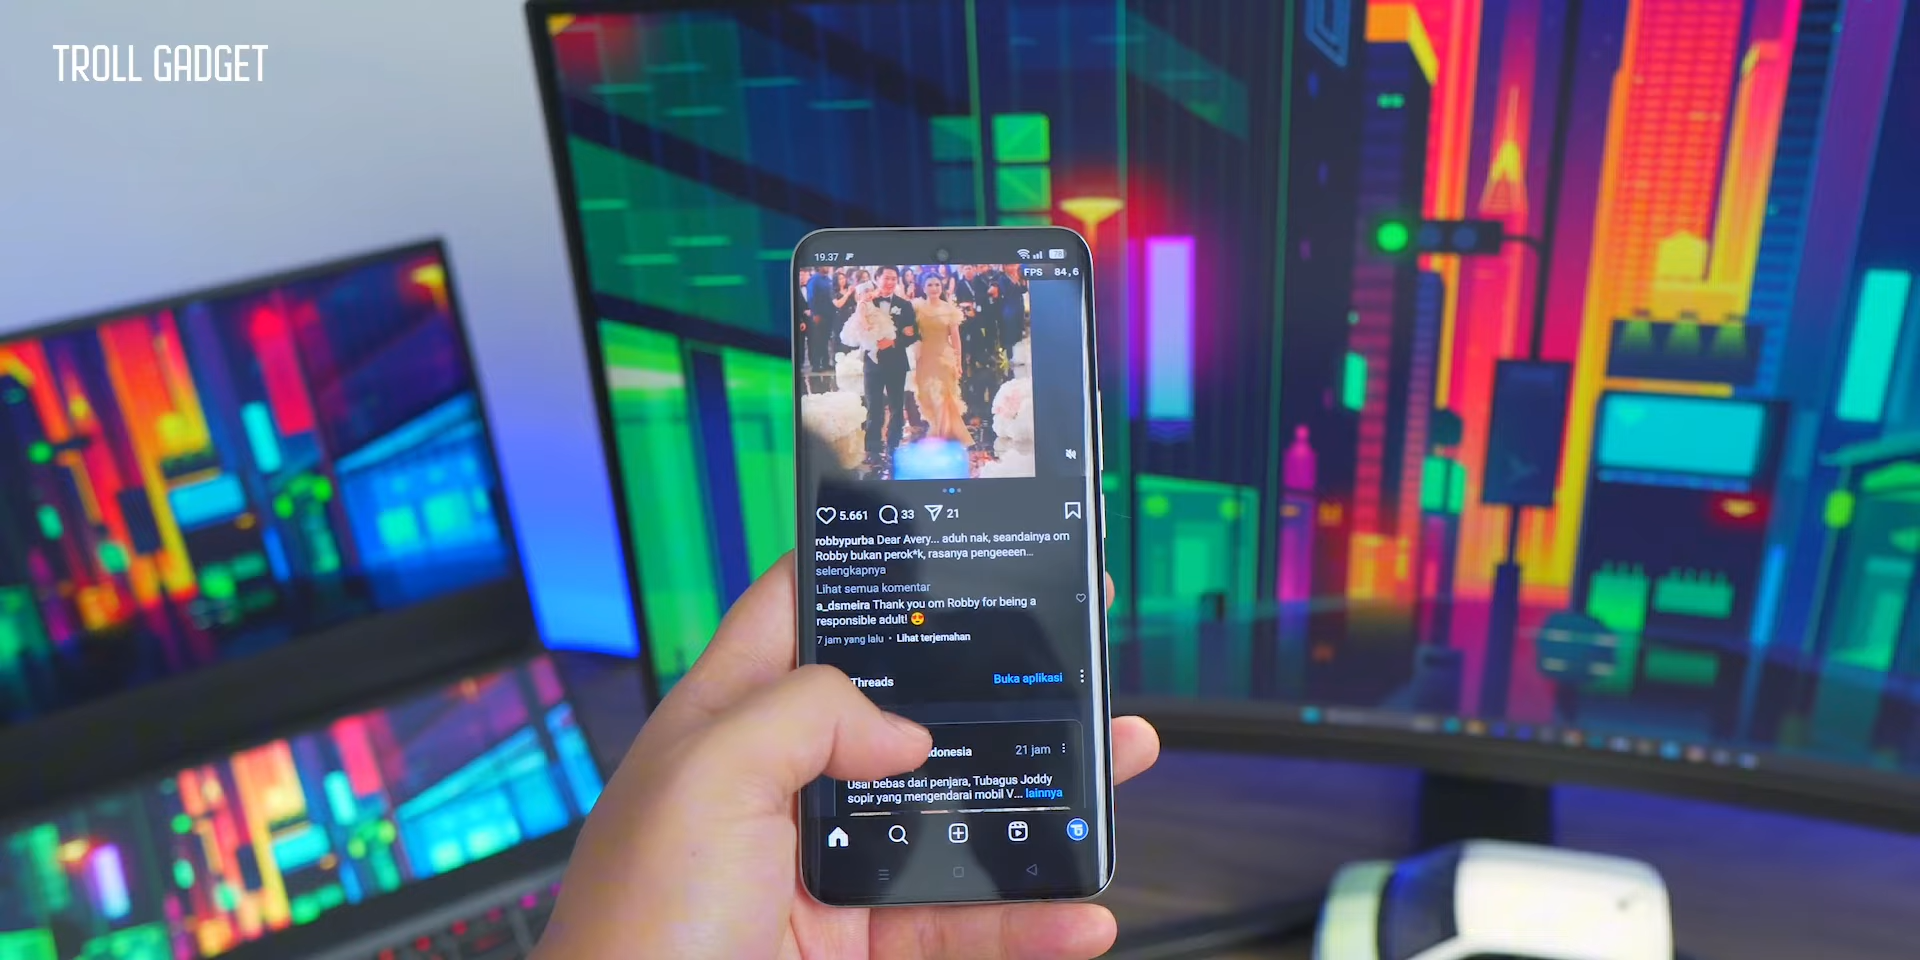 TROLL GADGET
19.37
78
FPS 84,6
5.661 33 21
robbypurba Dear Avery... aduh nak, seandainya om
Robby bukan perok*k, rasanya pengeeeen...
selengkapnya
Lihat semua komentar
a_dsmeira Thank you om Robby for being a
responsible adult! 😍
7 jam yang lalu • Lihat terjemahan
Threads Buka aplikasi
donesia 21 jam
Usai bebas dari penjara, Tubagus Joddy
sopir yang mengendarai mobil V... lainnya